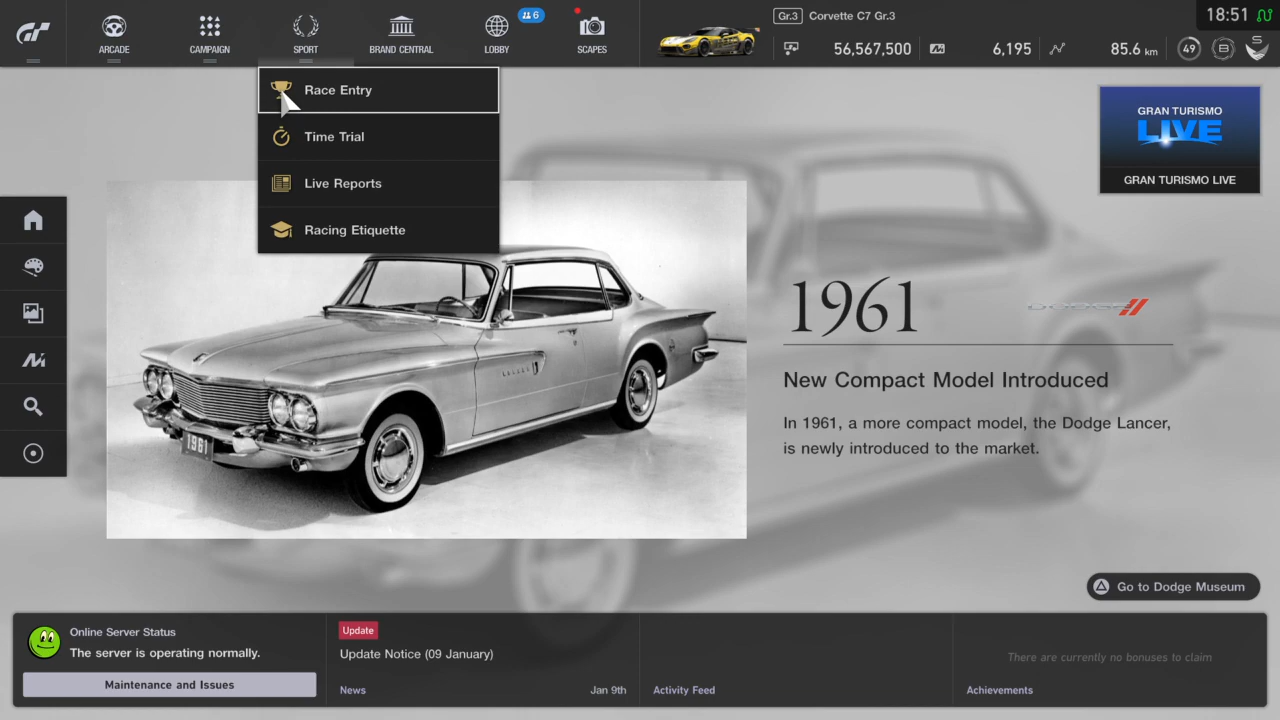 GT
ARCADE
CAMPAIGN
SPORT
BRAND CENTRAL
LOBBY
6
SCAPES
Gr.3 Corvette C7 Gr.3
56,567,500
6,195
85.6 km
49
B
S
18:51
Race Entry
Time Trial
Live Reports
Racing Etiquette
GRAN TURISMO
LIVE
GRAN TURISMO LIVE
1961
1961
DODGE
New Compact Model Introduced
In 1961, a more compact model, the Dodge Lancer,
is newly introduced to the market.
Go to Dodge Museum
Online Server Status
The server is operating normally.
Maintenance and Issues
Update
Update Notice (09 January)
News Jan 9th
Activity Feed
There are currently no bonuses to claim
Achievements